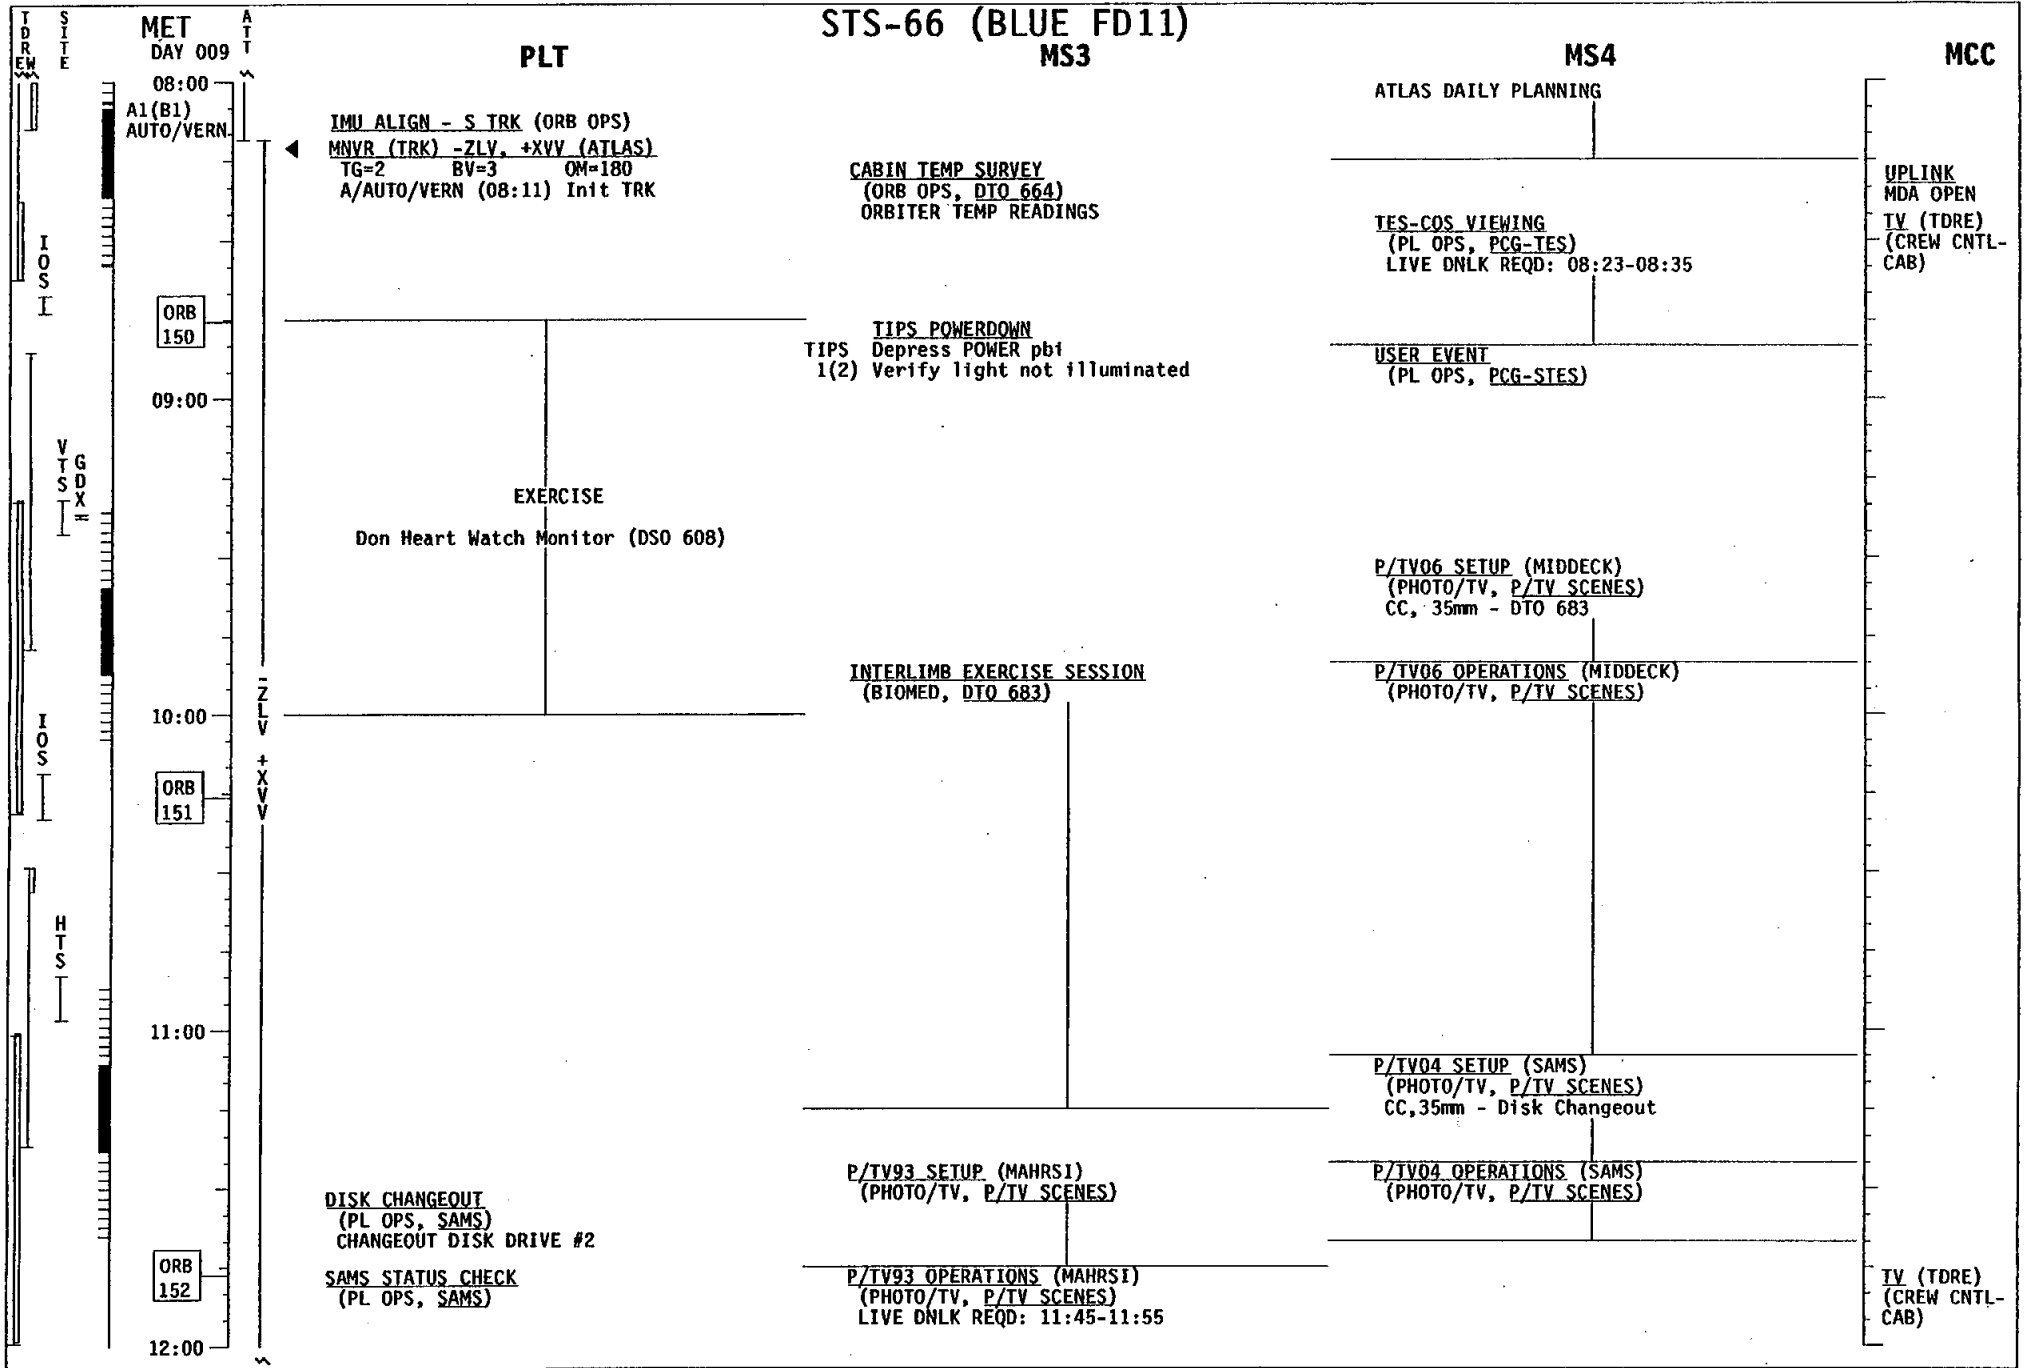 STS-66 (BLUE FD11)
TDRE W
SITE
MET
DAY 009
ATT
PLT
MS3
MS4
MCC
08:00
A1(B1)
AUTO/VERN
IMU ALIGN - S TRK (ORB OPS)
MNVR (TRK) -ZLV, +XVV (ATLAS)
TG=2 BV=3 OM=180
A/AUTO/VERN (08:11) Init TRK
IOS
ORB
150
09:00
VTS
GDX
EXERCISE
Don Heart Watch Monitor (DSO 608)
-ZLV +XVV
10:00
IOS
ORB
151
HTS
11:00
DISK CHANGEOUT
(PL OPS, SAMS)
CHANGEOUT DISK DRIVE #2
SAMS STATUS CHECK
(PL OPS, SAMS)
ORB
152
12:00
CABIN TEMP SURVEY
(ORB OPS, DTO 664)
ORBITER TEMP READINGS
TIPS POWERDOWN
TIPS Depress POWER pbi
1(2) Verify light not illuminated
INTERLIMB EXERCISE SESSION
(BIOMED, DTO 683)
P/TV93 SETUP (MAHRSI)
(PHOTO/TV, P/TV SCENES)
P/TV93 OPERATIONS (MAHRSI)
(PHOTO/TV, P/TV SCENES)
LIVE DNLK REQD: 11:45-11:55
ATLAS DAILY PLANNING
TES-COS VIEWING
(PL OPS, PCG-TES)
LIVE DNLK REQD: 08:23-08:35
USER EVENT
(PL OPS, PCG-STES)
P/TV06 SETUP (MIDDECK)
(PHOTO/TV, P/TV SCENES)
CC, 35mm - DTO 683
P/TV06 OPERATIONS (MIDDECK)
(PHOTO/TV, P/TV SCENES)
P/TV04 SETUP (SAMS)
(PHOTO/TV, P/TV SCENES)
CC,35mm - Disk Changeout
P/TV04 OPERATIONS (SAMS)
(PHOTO/TV, P/TV SCENES)
UPLINK
MDA OPEN
TV (TDRE)
(CREW CNTL-
CAB)
TV (TDRE)
(CREW CNTL-
CAB)